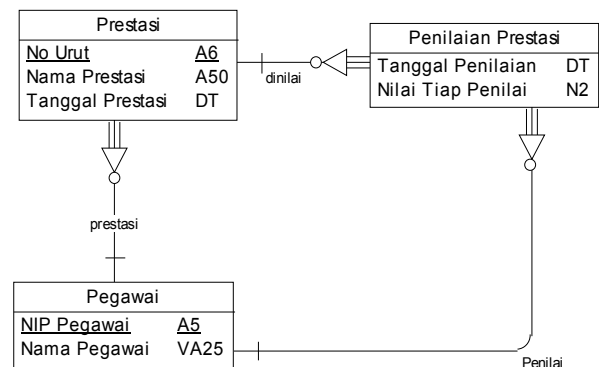 Prestasi
No Urut A6
Nama Prestasi A50
Tanggal Prestasi DT
dinilai
Penilaian Prestasi
Tanggal Penilaian DT
Nilai Tiap Penilai N2
prestasi
Pegawai
NIP Pegawai A5
Nama Pegawai VA25
Penilai